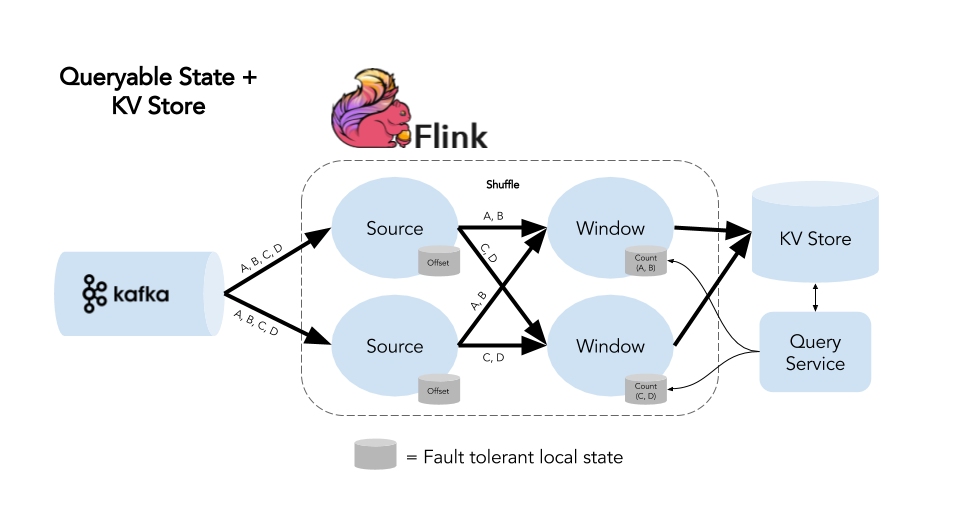 Queryable State +
KV Store
Flink
Shuffle
Source
Offset
A, B
C, D
Window
Count
(A, B)
KV Store
A, B, C, D
kafka
A, B, C, D
Source
Offset
A, B
C, D
Window
Count
(C, D)
Query
Service
= Fault tolerant local state